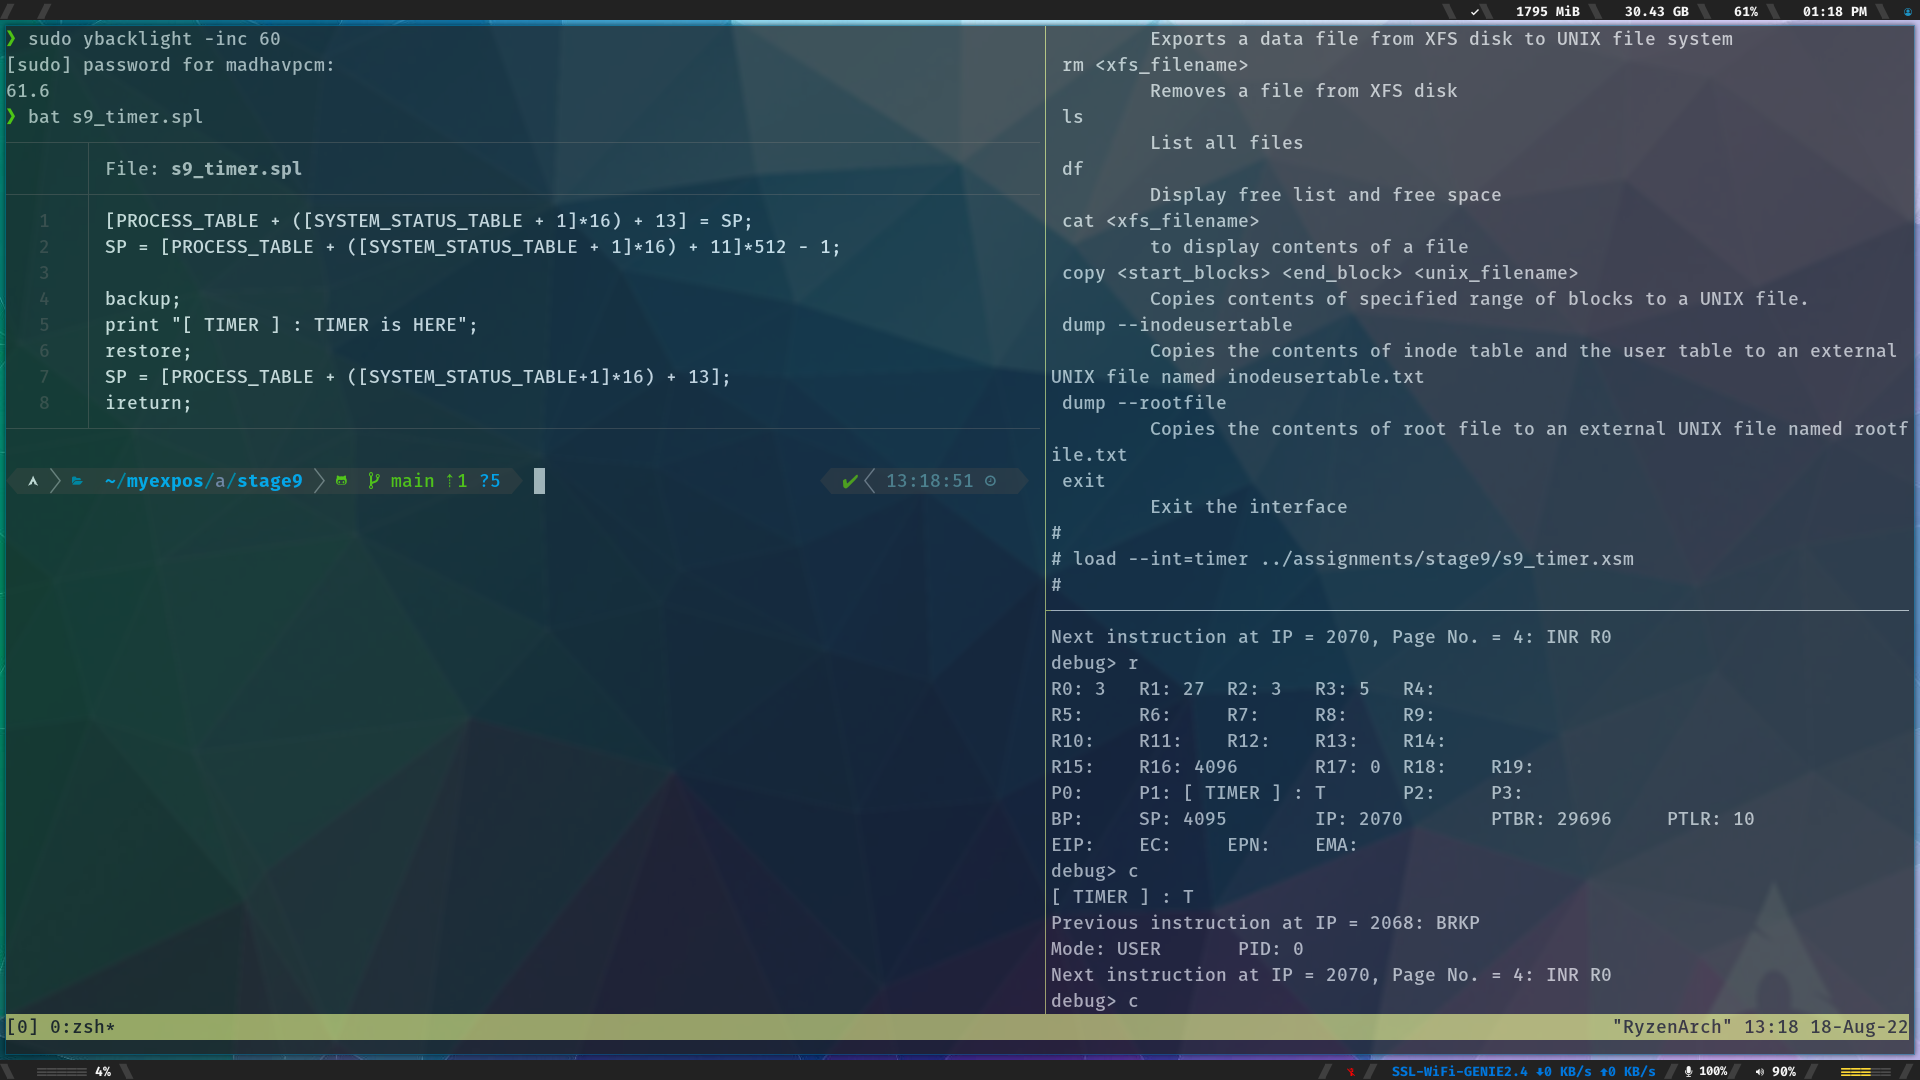 1795 MiB 30.43 GB 61% 01:18 PM
❯ sudo ybacklight -inc 60
[sudo] password for madhavpcm:
61.6
❯ bat s9_timer.spl
File: s9_timer.spl
1 [PROCESS_TABLE + ([SYSTEM_STATUS_TABLE + 1]*16) + 13] = SP;
2 SP = [PROCESS_TABLE + ([SYSTEM_STATUS_TABLE + 1]*16) + 11]*512 - 1;
3
4 backup;
5 print "[ TIMER ] : TIMER is HERE";
6 restore;
7 SP = [PROCESS_TABLE + ([SYSTEM_STATUS_TABLE+1]*16) + 13];
8 ireturn;
~/myexpos/a/stage9 main ⇡1 ?5 ✔ 13:18:51
Exports a data file from XFS disk to UNIX file system
rm <xfs_filename>
Removes a file from XFS disk
ls
List all files
df
Display free list and free space
cat <xfs_filename>
to display contents of a file
copy <start_blocks> <end_block> <unix_filename>
Copies contents of specified range of blocks to a UNIX file.
dump --inodeusertable
Copies the contents of inode table and the user table to an external
UNIX file named inodeusertable.txt
dump --rootfile
Copies the contents of root file to an external UNIX file named rootf
ile.txt
exit
Exit the interface
#
# load --int=timer ../assignments/stage9/s9_timer.xsm
#
Next instruction at IP = 2070, Page No. = 4: INR R0
debug> r
R0: 3 R1: 27 R2: 3 R3: 5 R4:
R5: R6: R7: R8: R9:
R10: R11: R12: R13: R14:
R15: R16: 4096 R17: 0 R18: R19:
P0: P1: [ TIMER ] : T P2: P3:
BP: SP: 4095 IP: 2070 PTBR: 29696 PTLR: 10
EIP: EC: EPN: EMA:
debug> c
[ TIMER ] : T
Previous instruction at IP = 2068: BRKP
Mode: USER PID: 0
Next instruction at IP = 2070, Page No. = 4: INR R0
debug> c
[0] 0:zsh* "RyzenArch" 13:18 18-Aug-22
4% SSL-WiFi-GENIE2.4 ⬇0 KB/s ⬆0 KB/s 100% 90%